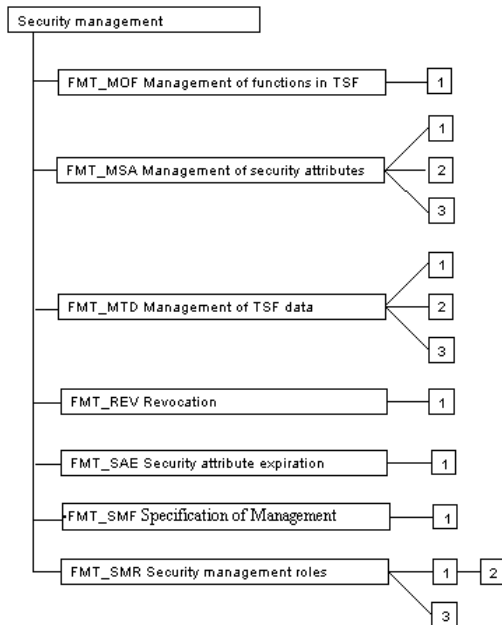 Security management
FMT_MOF Management of functions in TSF 1
1
FMT_MSA Management of security attributes 2
3
1
FMT_MTD Management of TSF data 2
3
FMT_REV Revocation 1
FMT_SAE Security attribute expiration 1
FMT_SMF Specification of Management 1
FMT_SMR Security management roles 1 2
3